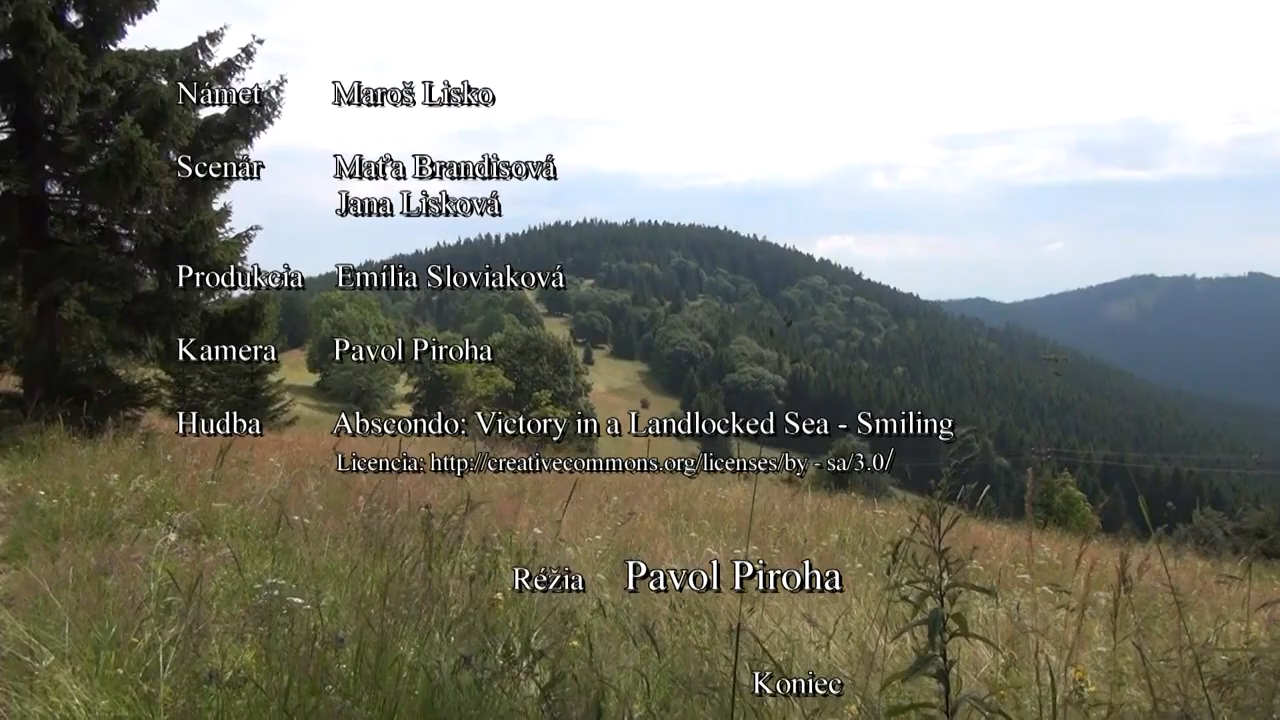 Námet Maroš Lisko
Scenár Maťa Brandisová
Jana Lisková
Produkcia Emília Sloviaková
Kamera Pavol Piroha
Hudba Abscondo: Victory in a Landlocked Sea - Smiling
Licencia: http://creativecommons.org/licenses/by - sa/3.0/
Réžia Pavol Piroha
Koniec